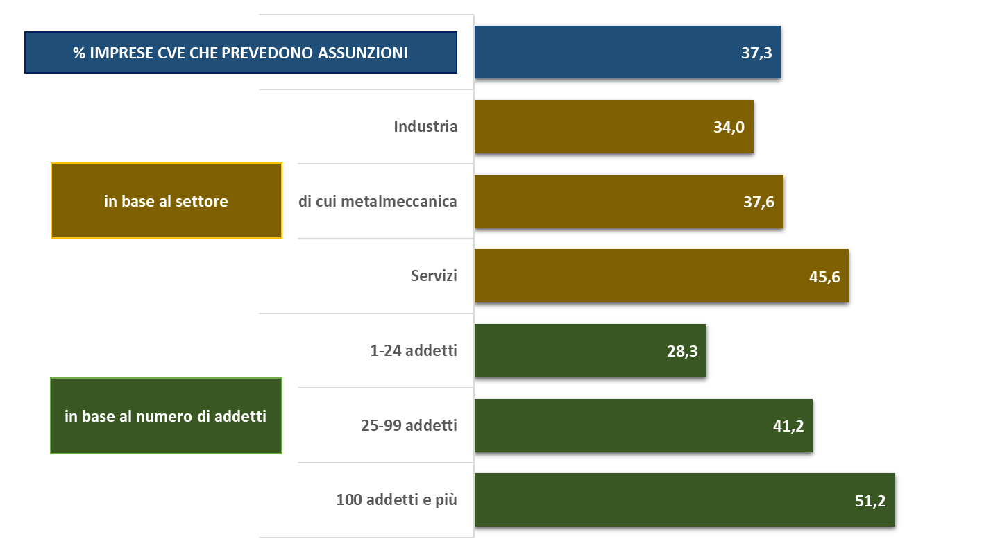 % IMPRESE CVE CHE PREVEDONO ASSUNZIONI
37,3
Industria
34,0
in base al settore
di cui metalmeccanica
37,6
Servizi
45,6
1-24 addetti
28,3
in base al numero di addetti
25-99 addetti
41,2
100 addetti e più
51,2